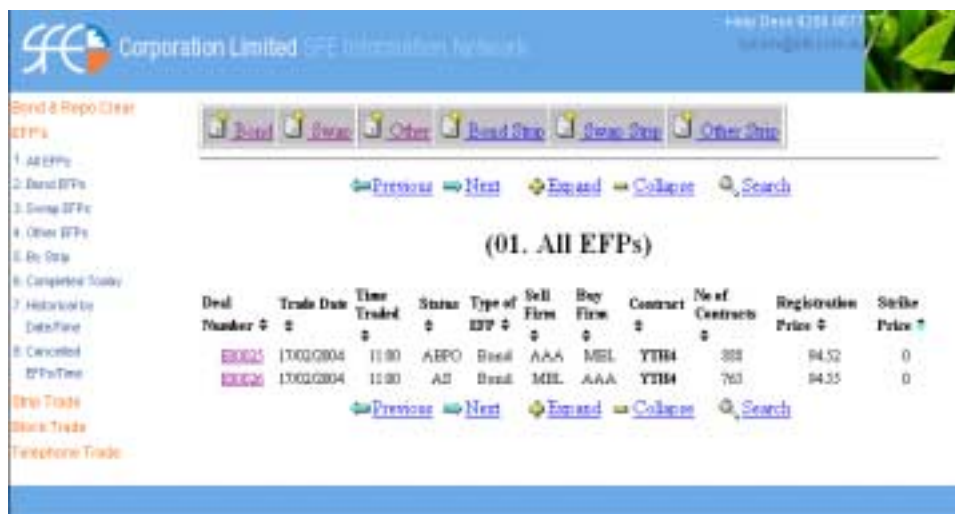 SFE Corporation Limited SFE Information Network
Help Desk
Bond & Repo Clear
EFPs
1. All EFPs
2. Bond EFPs
3. Swap EFPs
4. Other EFPs
5. By Strip
6. Completed Today
7. Historical by
Date/Time
8. Cancelled
EFPs/Time
Strip Trade
Block Trade
Telephone Trade
Bond Swap Other Bond Strip Swap Strip Other Strip
Previous Next Expand Collapse Search
(01. All EFPs)
Deal Number Trade Date Time Traded Status Type of EFP Sell Firm Buy Firm Contract No of Contracts Registration Price Strike Price
17/02/2004 11:00 ABPO Bond AAA MBL YTH4 94.52 0
17/02/2004 11:00 AS Bond MBL AAA YTH4 763 94.55 0
Previous Next Expand Collapse Search